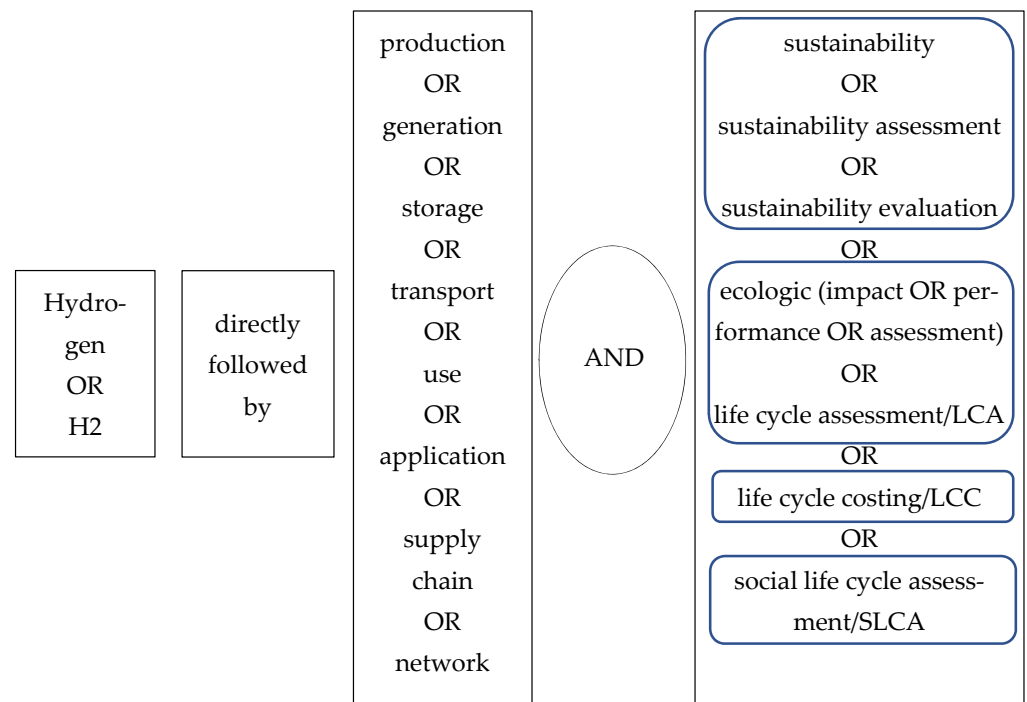 Hydro-
gen
OR
H2
directly
followed
by
production
OR
generation
OR
storage
OR
transport
OR
use
OR
application
OR
supply
chain
OR
network
AND
sustainability
OR
sustainability assessment
OR
sustainability evaluation
OR
ecologic (impact OR per-
formance OR assessment)
OR
life cycle assessment/LCA
OR
life cycle costing/LCC
OR
social life cycle assess-
ment/SLCA